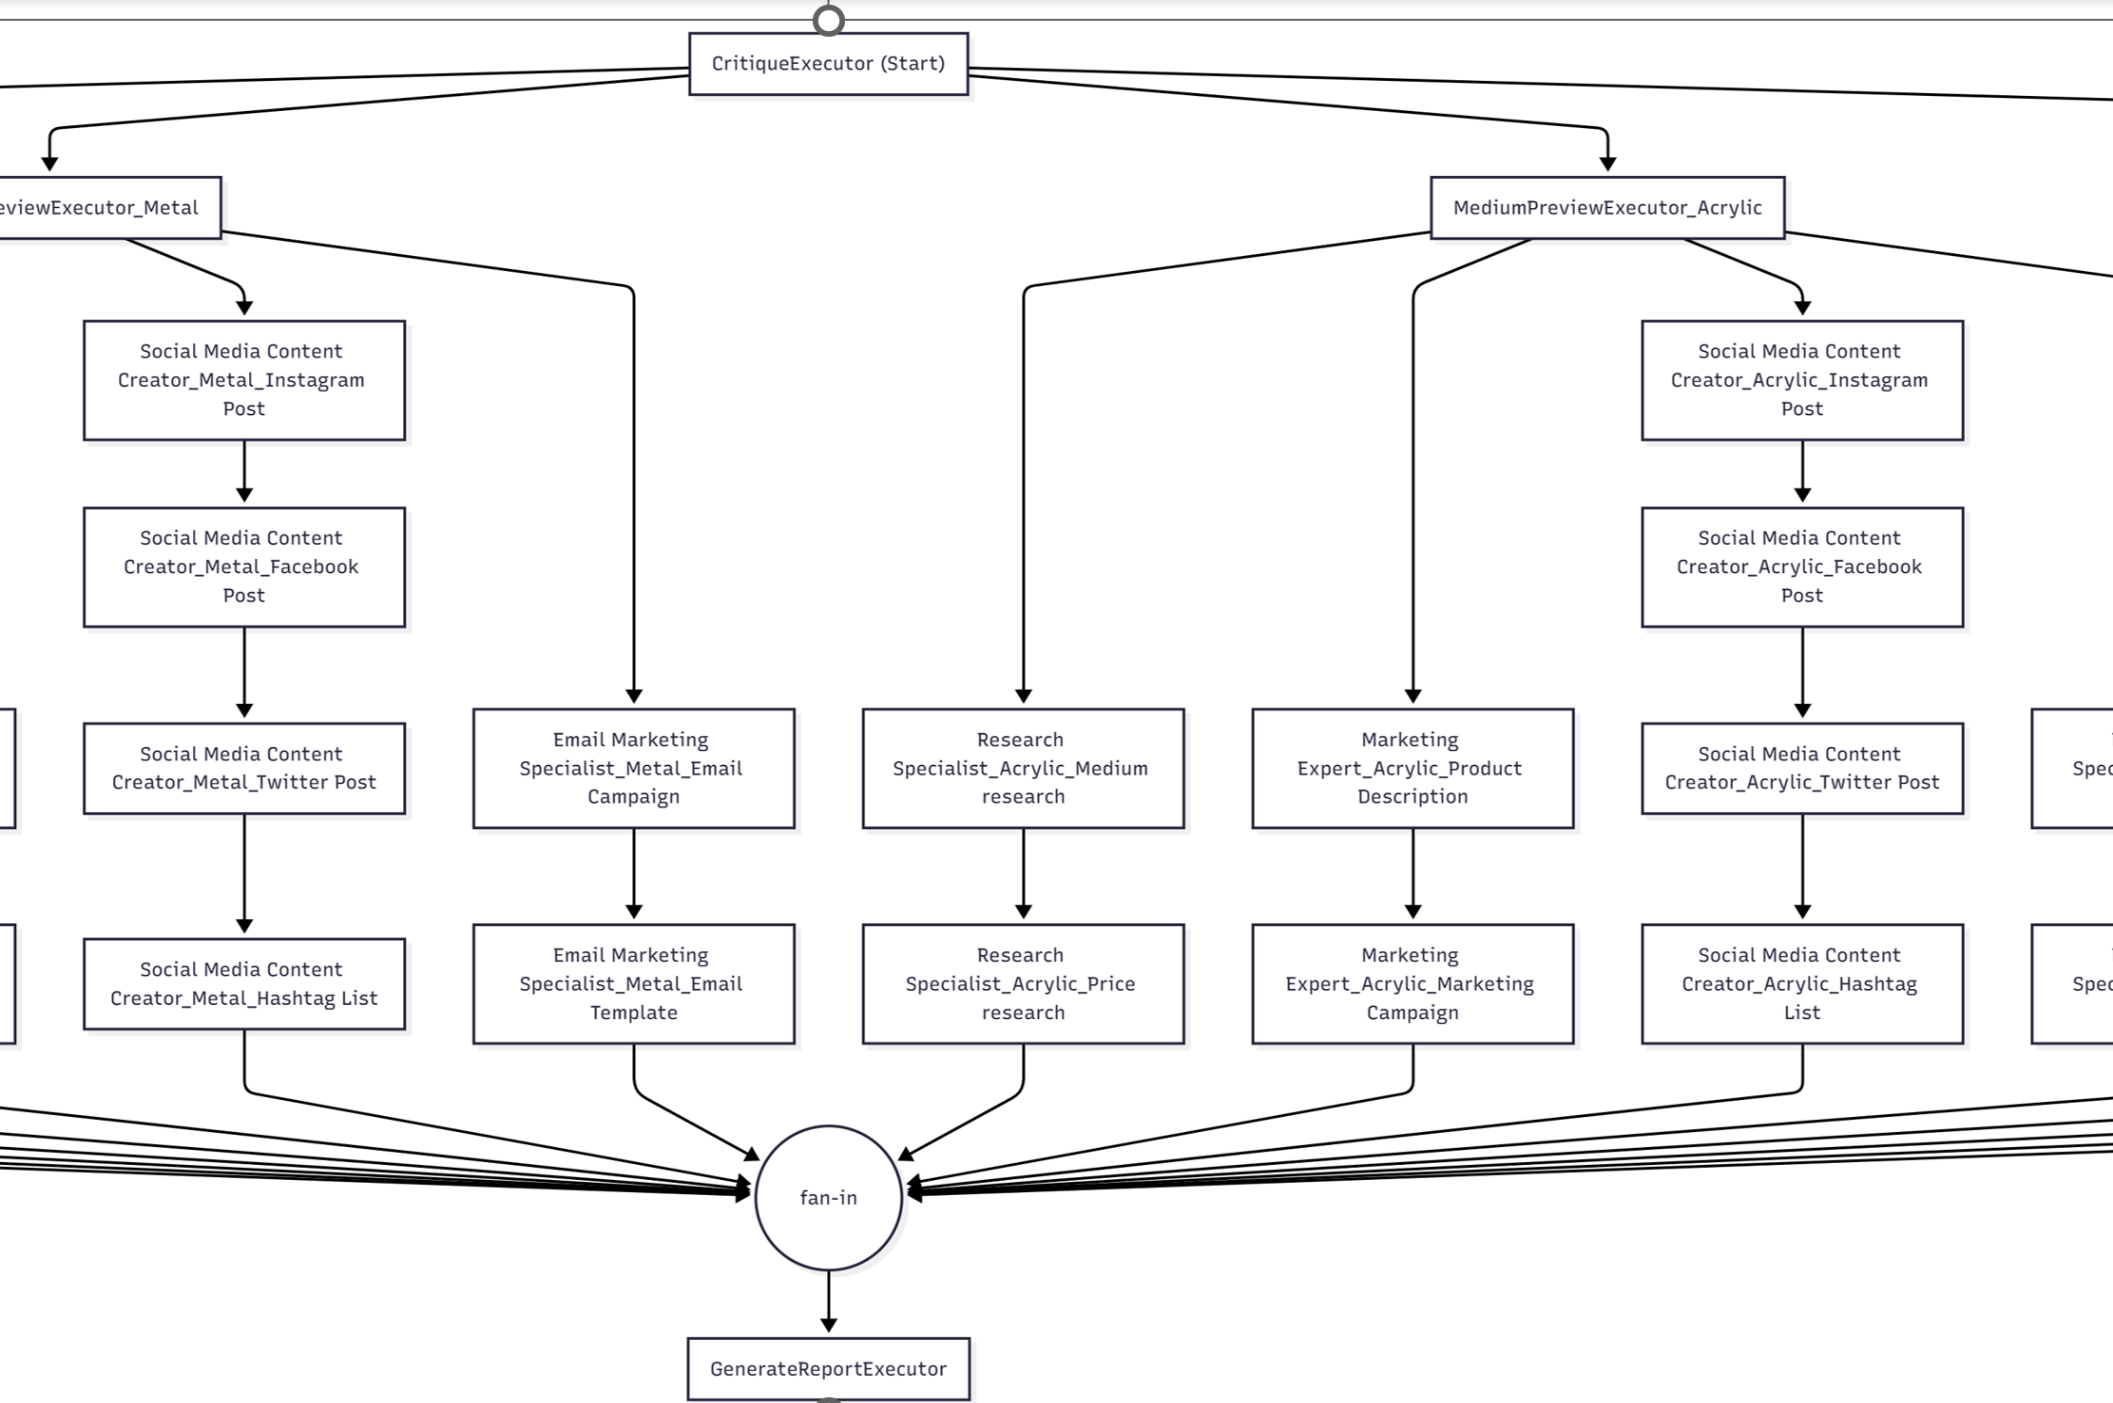 CritiqueExecutor (Start)
eviewExecutor_Metal
MediumPreviewExecutor_Acrylic
Social Media Content
Creator_Metal_Instagram
Post
Social Media Content
Creator_Acrylic_Instagram
Post
Social Media Content
Creator_Metal_Facebook
Post
Social Media Content
Creator_Acrylic_Facebook
Post
Social Media Content
Creator_Metal_Twitter Post
Email Marketing
Specialist_Metal_Email
Campaign
Research
Specialist_Acrylic_Medium
research
Marketing
Expert_Acrylic_Product
Description
Social Media Content
Creator_Acrylic_Twitter Post
Spec
Social Media Content
Creator_Metal_Hashtag List
Email Marketing
Specialist_Metal_Email
Template
Research
Specialist_Acrylic_Price
research
Marketing
Expert_Acrylic_Marketing
Campaign
Social Media Content
Creator_Acrylic_Hashtag
List
Spec
fan-in
GenerateReportExecutor